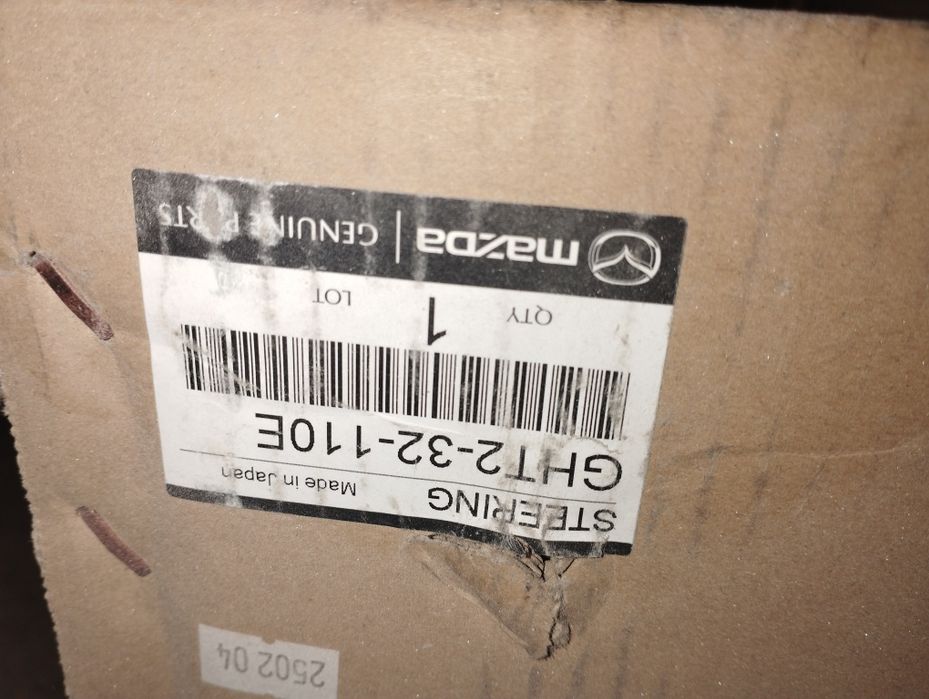 mazda | GENUINE PARTS
QTY 1 LOT
GHT2-32-110E
STEERING Made in Japan
2502 04